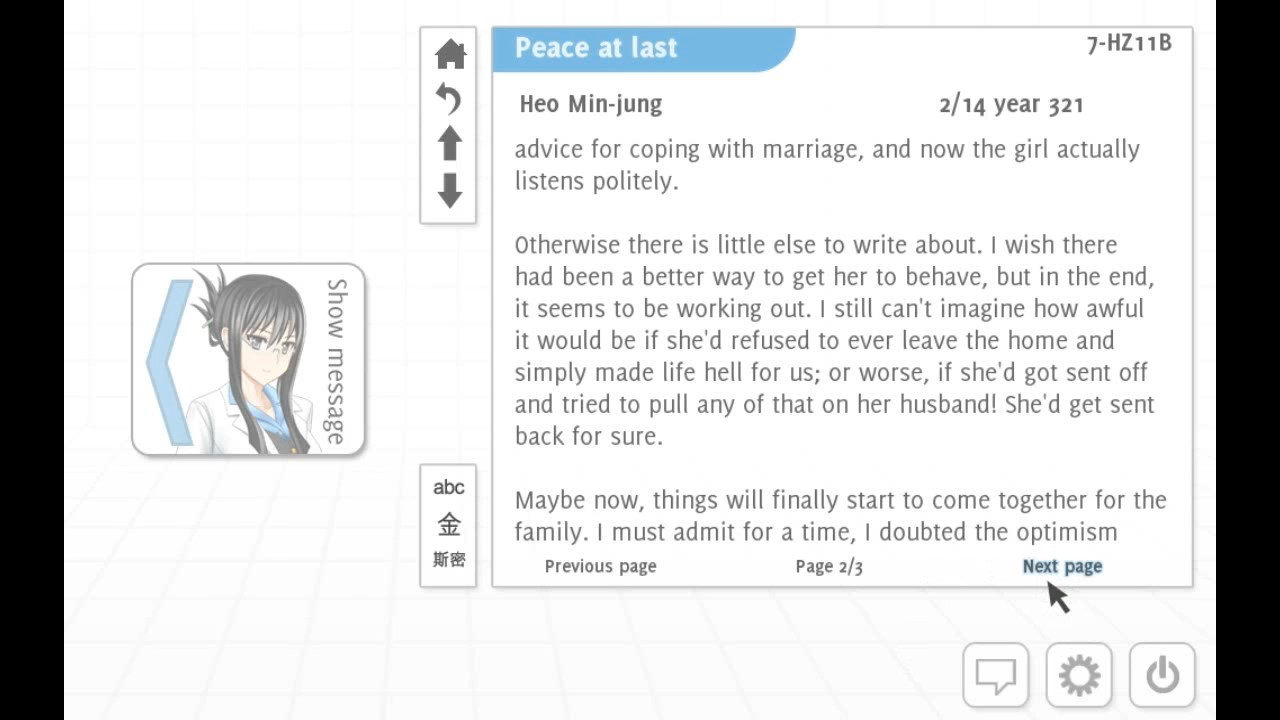 Peace at last
7-HZ11B
Heo Min-jung
2/14 year 321
advice for coping with marriage, and now the girl actually
listens politely.
Otherwise there is little else to write about. I wish there
had been a better way to get her to behave, but in the end,
it seems to be working out. I still can't imagine how awful
it would be if she'd refused to ever leave the home and
simply made life hell for us; or worse, if she'd got sent off
and tried to pull any of that on her husband! She'd get sent
back for sure.
Maybe now, things will finally start to come together for the
family. I must admit for a time, I doubted the optimism
Previous page
Page 2/3
Next page
Show message
abc
金
斯密